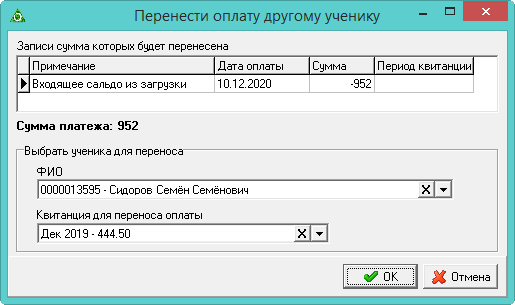 Перенести оплату другому ученику
Записи сумма которых будет перенесена
Примечание Дата оплаты Сумма Период квитанции
Входящее сальдо из загрузки 10.12.2020 -952
Сумма платежа: 952
Выбрать ученика для переноса
ФИО
0000013595 - Сидоров Семён Семёнович
Квитанция для переноса оплаты
Дек 2019 - 444.50
OK Отмена